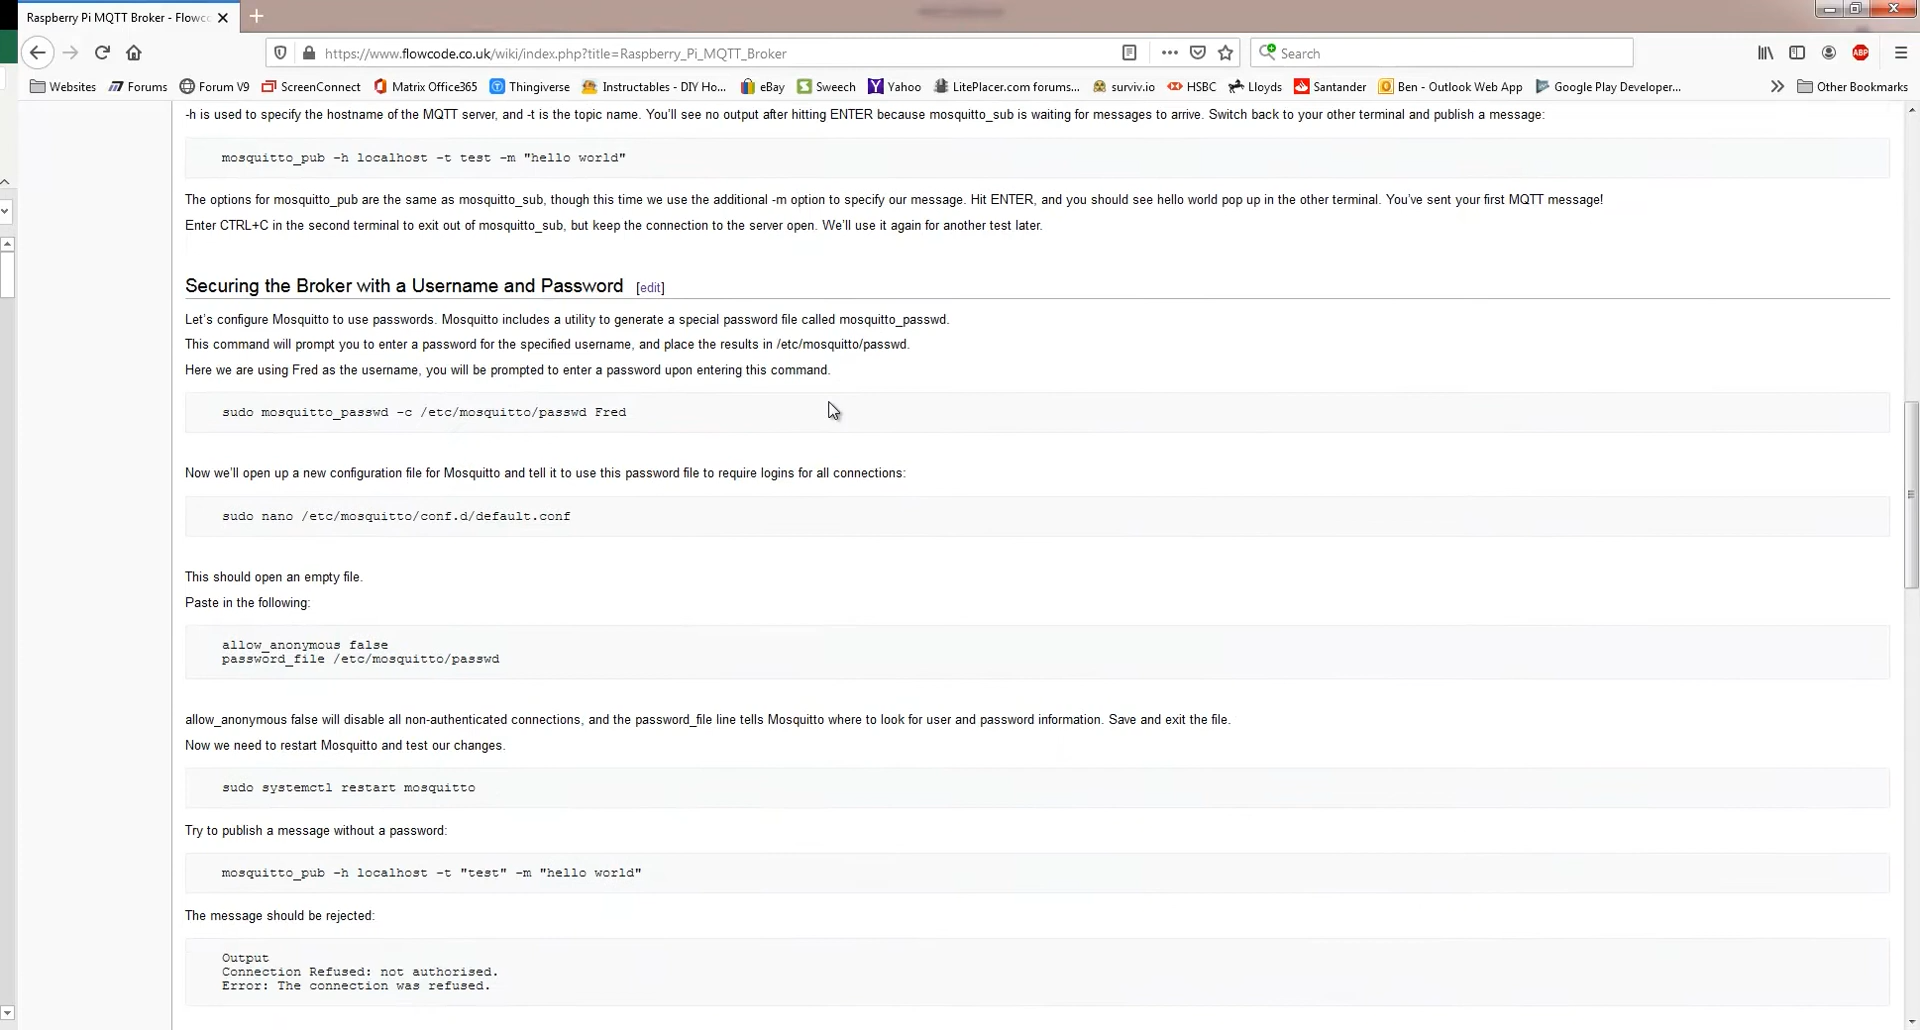 Raspberry Pi MQTT Broker - Flowco
https://www.flowcode.co.uk/wiki/index.php?title=Raspberry_Pi_MQTT_Broker
Search
ABP
Websites
Forums
Forum V9
ScreenConnect
Matrix Office365
Thingiverse
Instructables - DIY Ho...
eBay
Sweech
Yahoo
LitePlacer.com forums...
surviv.io
HSBC
Lloyds
Santander
Ben - Outlook Web App
Google Play Developer...
Other Bookmarks
-h is used to specify the hostname of the MQTT server, and -t is the topic name. You’ll see no output after hitting ENTER because mosquitto_sub is waiting for messages to arrive. Switch back to your other terminal and publish a message:
mosquitto_pub -h localhost -t test -m "hello world"
The options for mosquitto_pub are the same as mosquitto_sub, though this time we use the additional -m option to specify our message. Hit ENTER, and you should see hello world pop up in the other terminal. You’ve sent your first MQTT message!
Enter CTRL+C in the second terminal to exit out of mosquitto_sub, but keep the connection to the server open. We’ll use it again for another test later.
Securing the Broker with a Username and Password [edit]
Let’s configure Mosquitto to use passwords. Mosquitto includes a utility to generate a special password file called mosquitto_passwd.
This command will prompt you to enter a password for the specified username, and place the results in /etc/mosquitto/passwd.
Here we are using Fred as the username, you will be prompted to enter a password upon entering this command.
sudo mosquitto_passwd -c /etc/mosquitto/passwd Fred
Now we’ll open up a new configuration file for Mosquitto and tell it to use this password file to require logins for all connections:
sudo nano /etc/mosquitto/conf.d/default.conf
This should open an empty file.
Paste in the following:
allow_anonymous false
password_file /etc/mosquitto/passwd
allow_anonymous false will disable all non-authenticated connections, and the password_file line tells Mosquitto where to look for user and password information. Save and exit the file.
Now we need to restart Mosquitto and test our changes.
sudo systemctl restart mosquitto
Try to publish a message without a password:
mosquitto_pub -h localhost -t "test" -m "hello world"
The message should be rejected:
Output
Connection Refused: not authorised.
Error: The connection was refused.